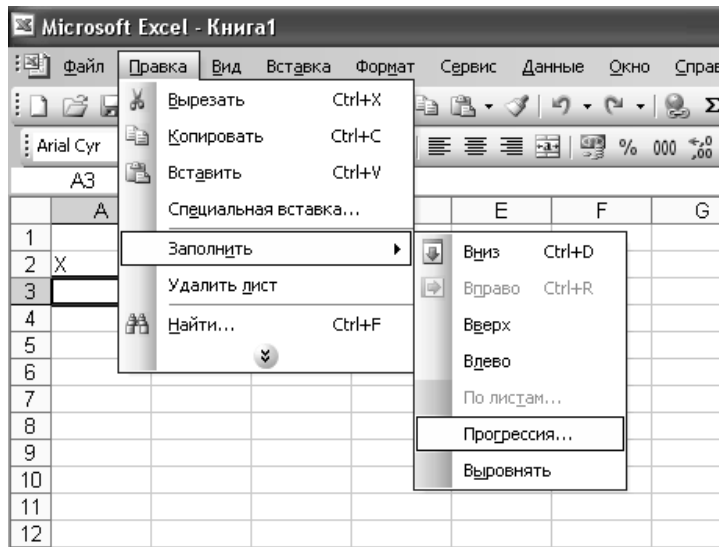 Microsoft Excel - Книга1
Файл Правка Вид Вставка Формат Сервис Данные Окно Справ
Arial Cyr % 000
A3
A E F G
Вырезать Ctrl+X
Копировать Ctrl+C
Вставить Ctrl+V
Специальная вставка...
Заполнить
Удалить лист
Найти... Ctrl+F
Вниз Ctrl+D
Вправо Ctrl+R
Вверх
Влево
По листам...
Прогрессия...
Выровнять
1
2 X
3
4
5
6
7
8
9
10
11
12